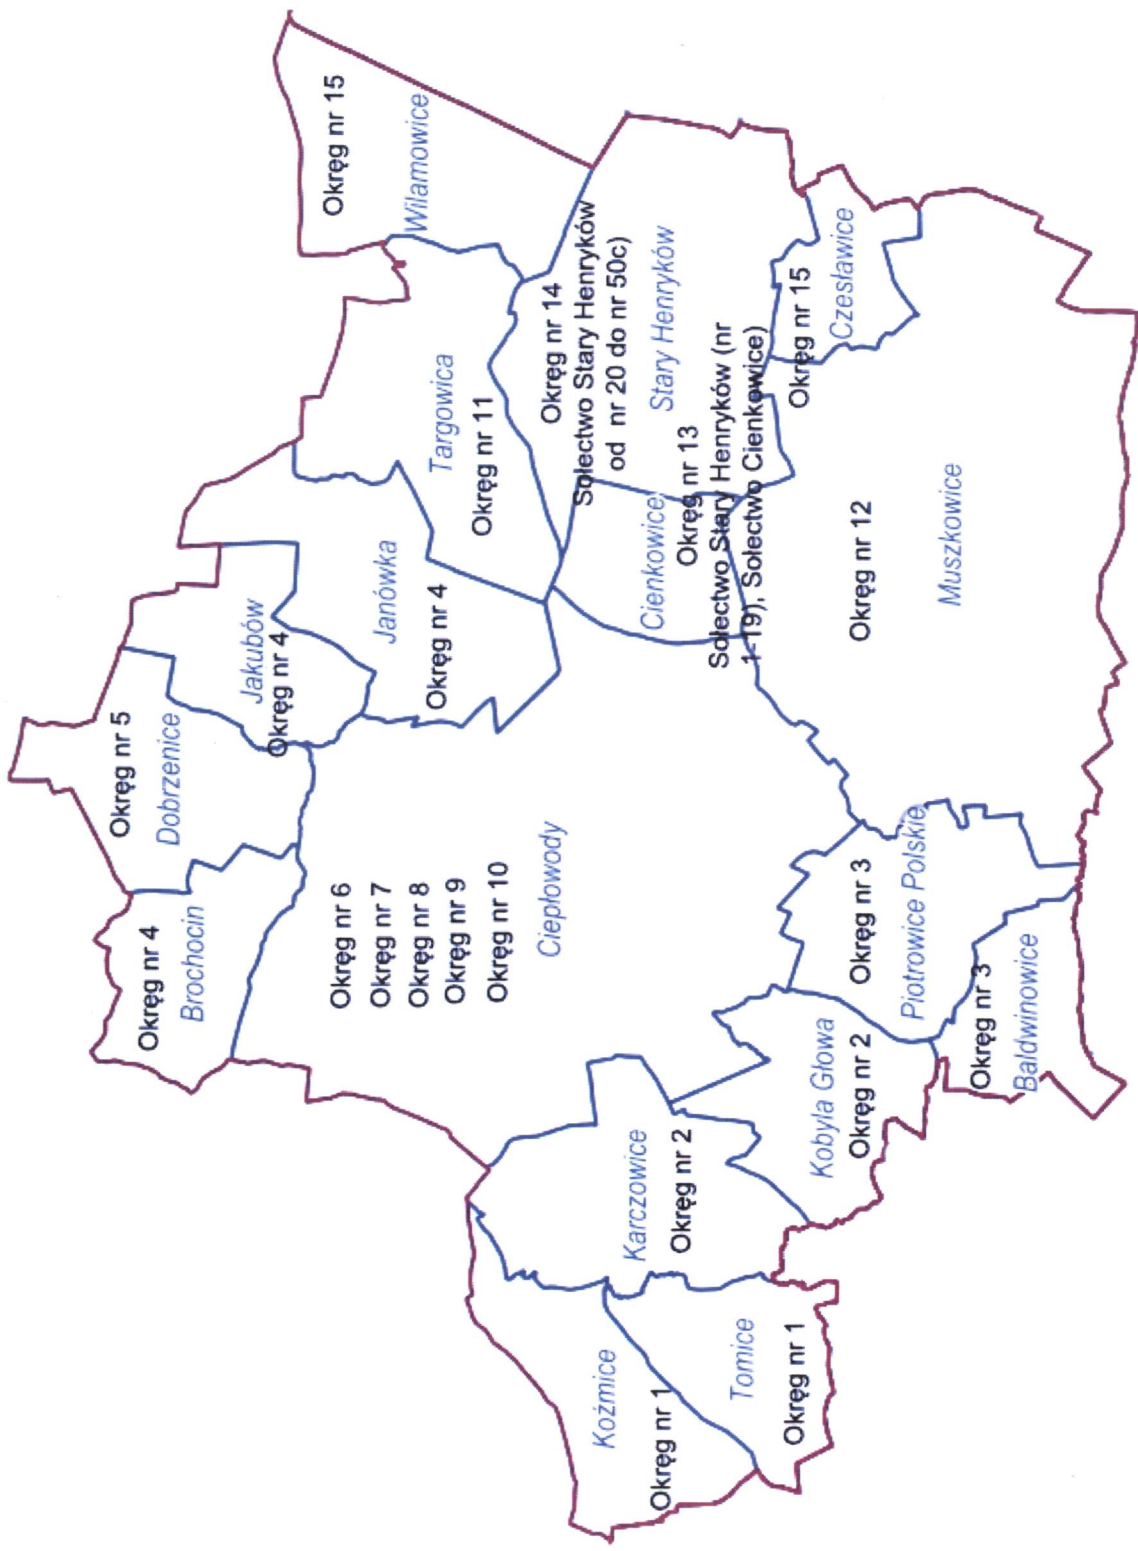 Okręg nr 1
Koźmice
Okręg nr 1
Tomice
Karczowice
Okręg nr 2
Kobyla Głowa
Okręg nr 2
Okręg nr 3
Baldwinowice
Okręg nr 3
Piotrowice Polskie
Okręg nr 4
Brochocin
Okręg nr 5
Dobrzenice
Jakubów
Okręg nr 4
Janówka
Okręg nr 4
Okręg nr 6
Okręg nr 7
Okręg nr 8
Okręg nr 9
Okręg nr 10
Ciepłowody
Targowica
Okręg nr 11
Okręg nr 15
Wilamowice
Okręg nr 14
Sołectwo Stary Henryków
od nr 20 do nr 50c)
Stary Henryków
Cienkowice
Okręg nr 13
Sołectwo Stary Henryków (nr
1-19), Sołectwo Cienkowice)
Okręg nr 15
Czesławice
Okręg nr 12
Muszkowice